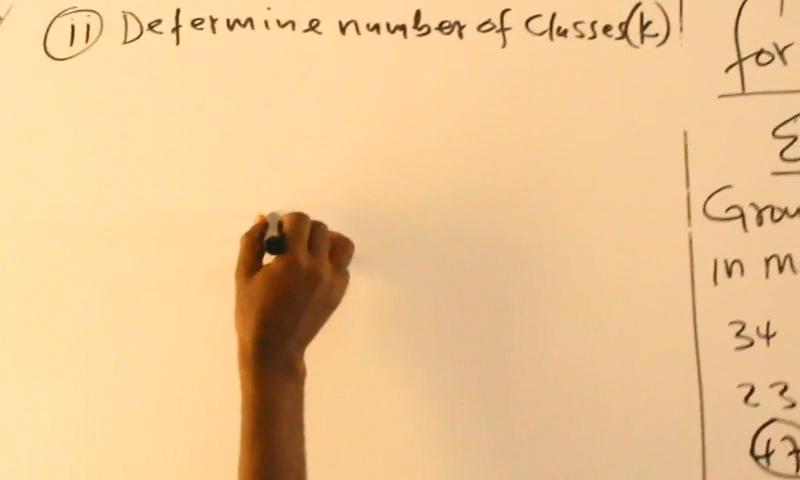 ii Determine number of Classes(k)
for
Σ
Grou
in m
34
23
47